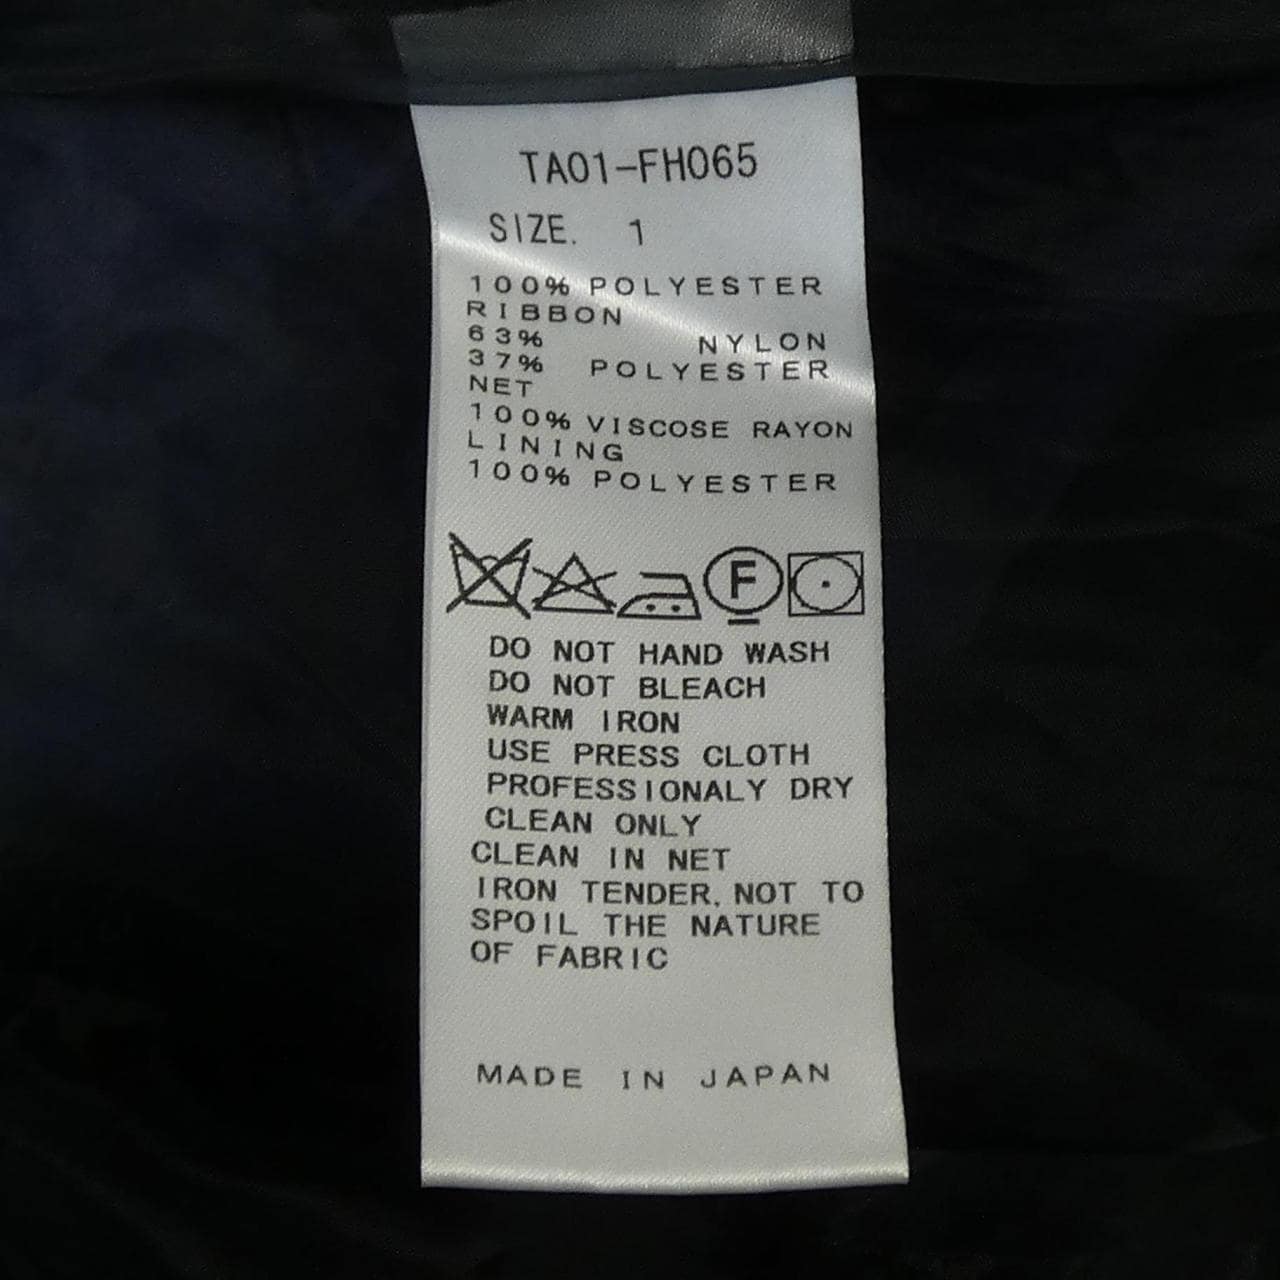 TA01-FH065
SIZE. 1
100% POLYESTER
RIBBON
63% NYLON
37% POLYESTER
NET
100% VISCOSE RAYON
LINING
100% POLYESTER
F
DO NOT HAND WASH
DO NOT BLEACH
WARM IRON
USE PRESS CLOTH
PROFESSIONALY DRY
CLEAN ONLY
CLEAN IN NET
IRON TENDER, NOT TO
SPOIL THE NATURE
OF FABRIC
MADE IN JAPAN